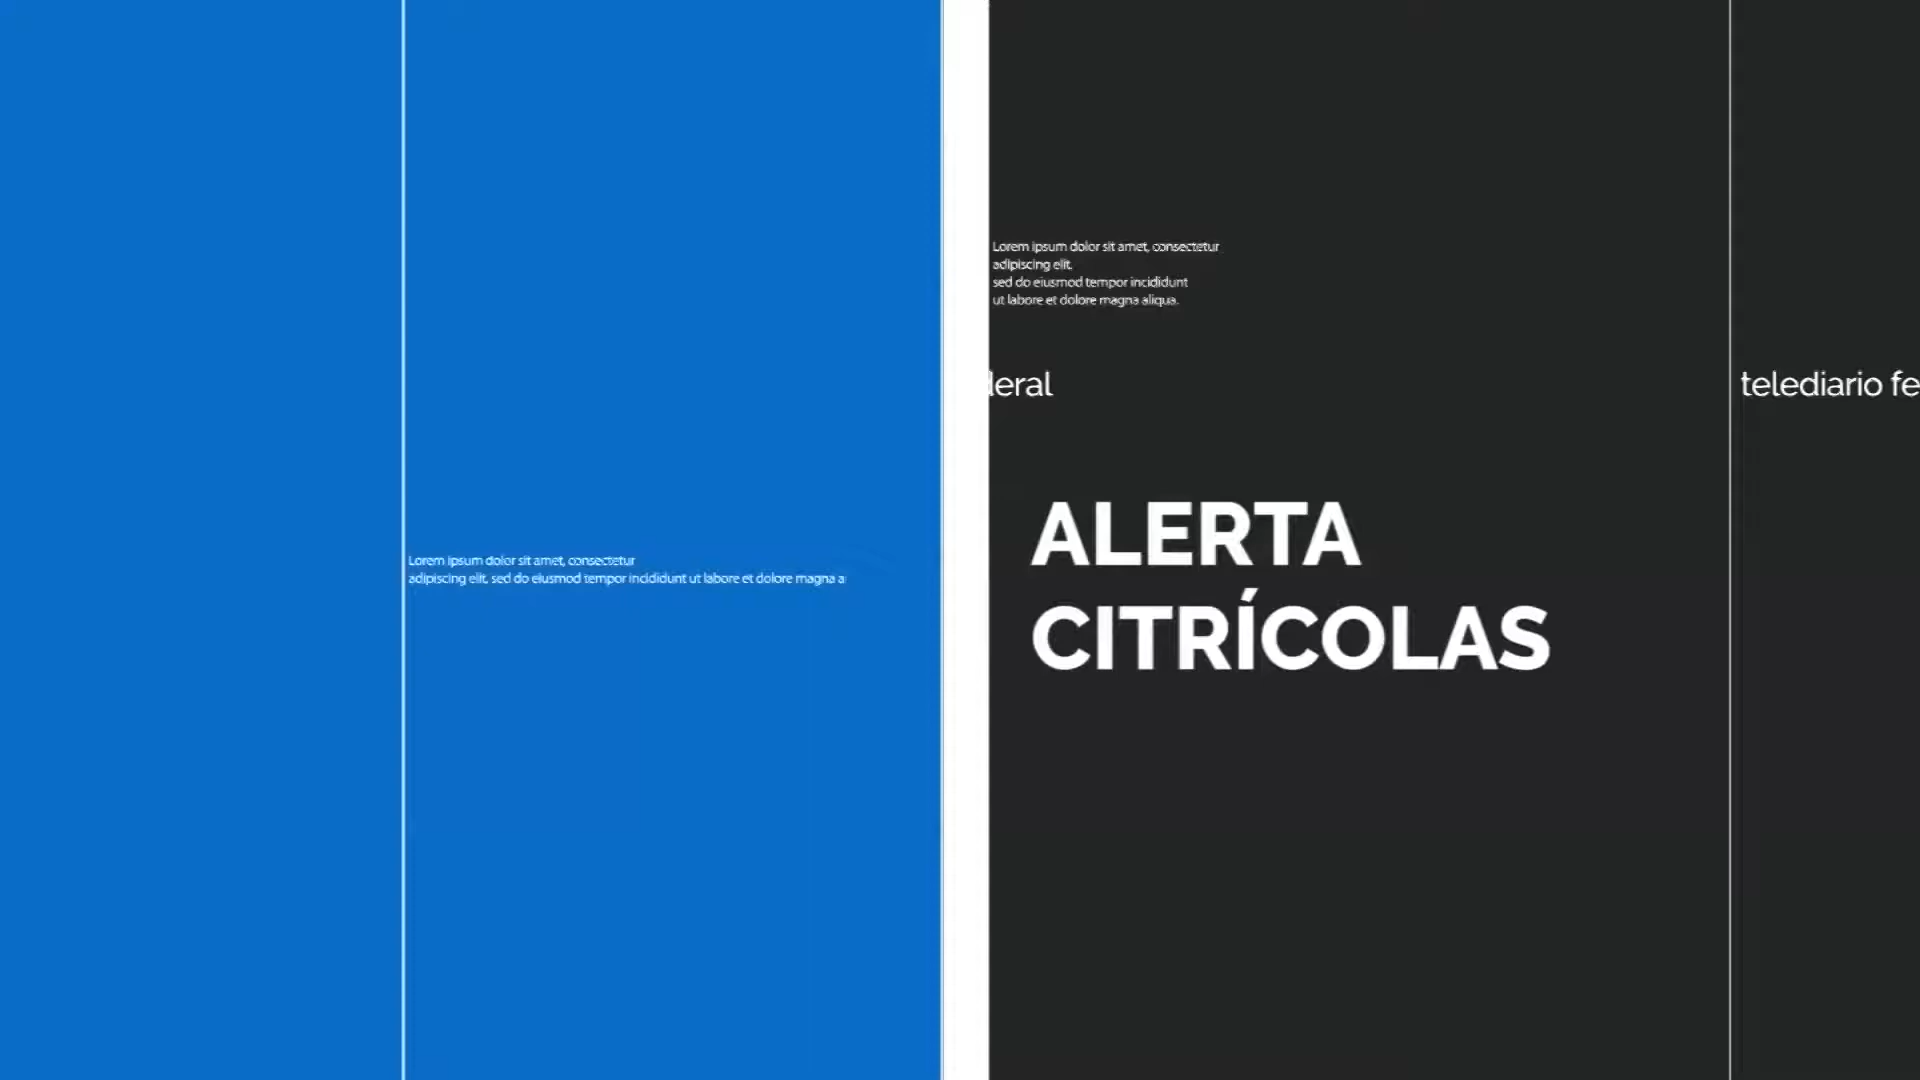 Lorem ipsum dolor sit amet, consectetur
adipiscing elit, sed do eiusmod tempor incididunt ut labore et dolore magna a
Lorem ipsum dolor sit amet, consectetur
adipiscing elit.
sed do eiusmod tempor incididunt
ut labore et dolore magna aliqua.
deral
telediario fe
ALERTA
CITRÍCOLAS